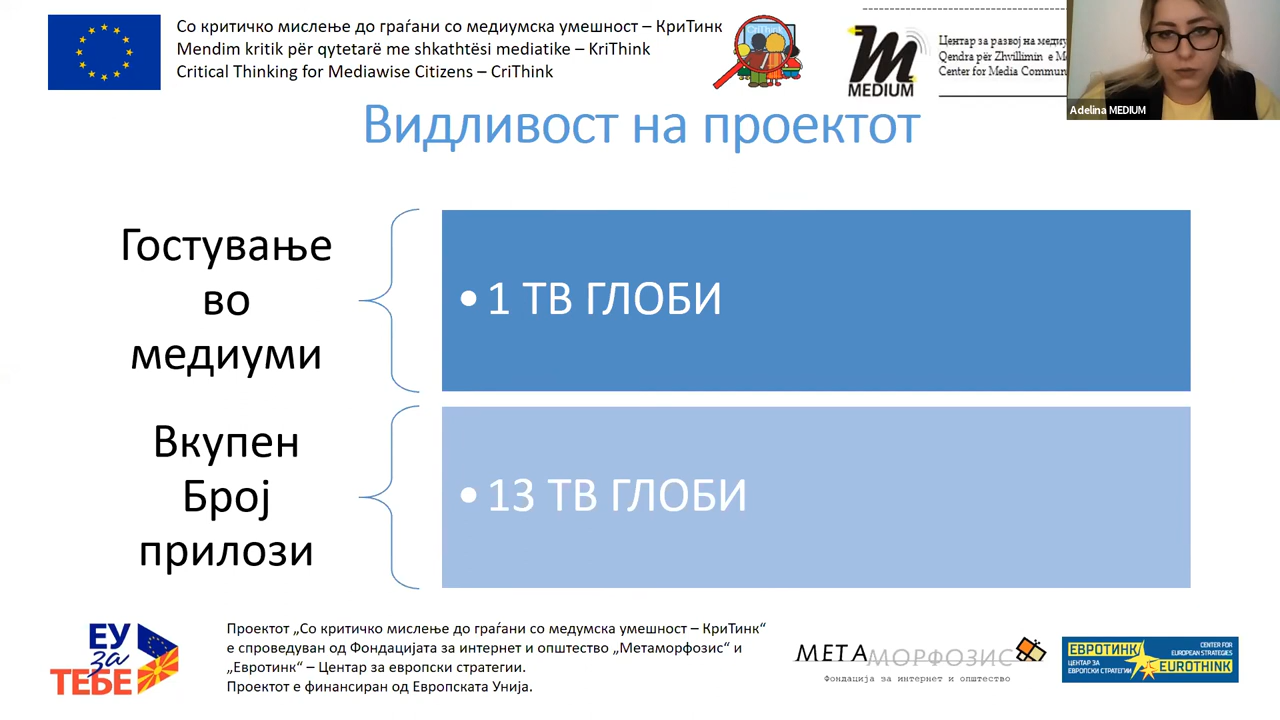 Со критичко мислење до граѓани со медиумска умешност – КриТинк
Mendim kritik për qytetarë me shkathtësi mediatike – KriThink
Critical Thinking for Mediawise Citizens – CriThink
CriThink
MEDIUM
Центар за развој на
Qendra për Zhvillimin e
Center for Media
Adelina MEDIUM
Видливост на проектот
Гостување
во
медиуми
• 1 ТВ ГЛОБИ
Вкупен
Број
прилози
• 13 ТВ ГЛОБИ
ЕУ
за
ТЕБЕ
Проектот „Со критичко мислење до граѓани со медумска умешност – КриТинк“
е спроведуван од Фондацијата за интернет и општество „Метаморфозис“ и
„Евротинк“ – Центар за европски стратегии.
Проектот е финансиран од Европската Унија.
МЕТАМОРФОЗИС
Фондација за интернет и општество
ЕВРОТИНК
ЦЕНТАР ЗА
ЕВРОПСКИ СТРАТЕГИИ
CENTER FOR
EUROPEAN STRATEGIES
EUROTHINK